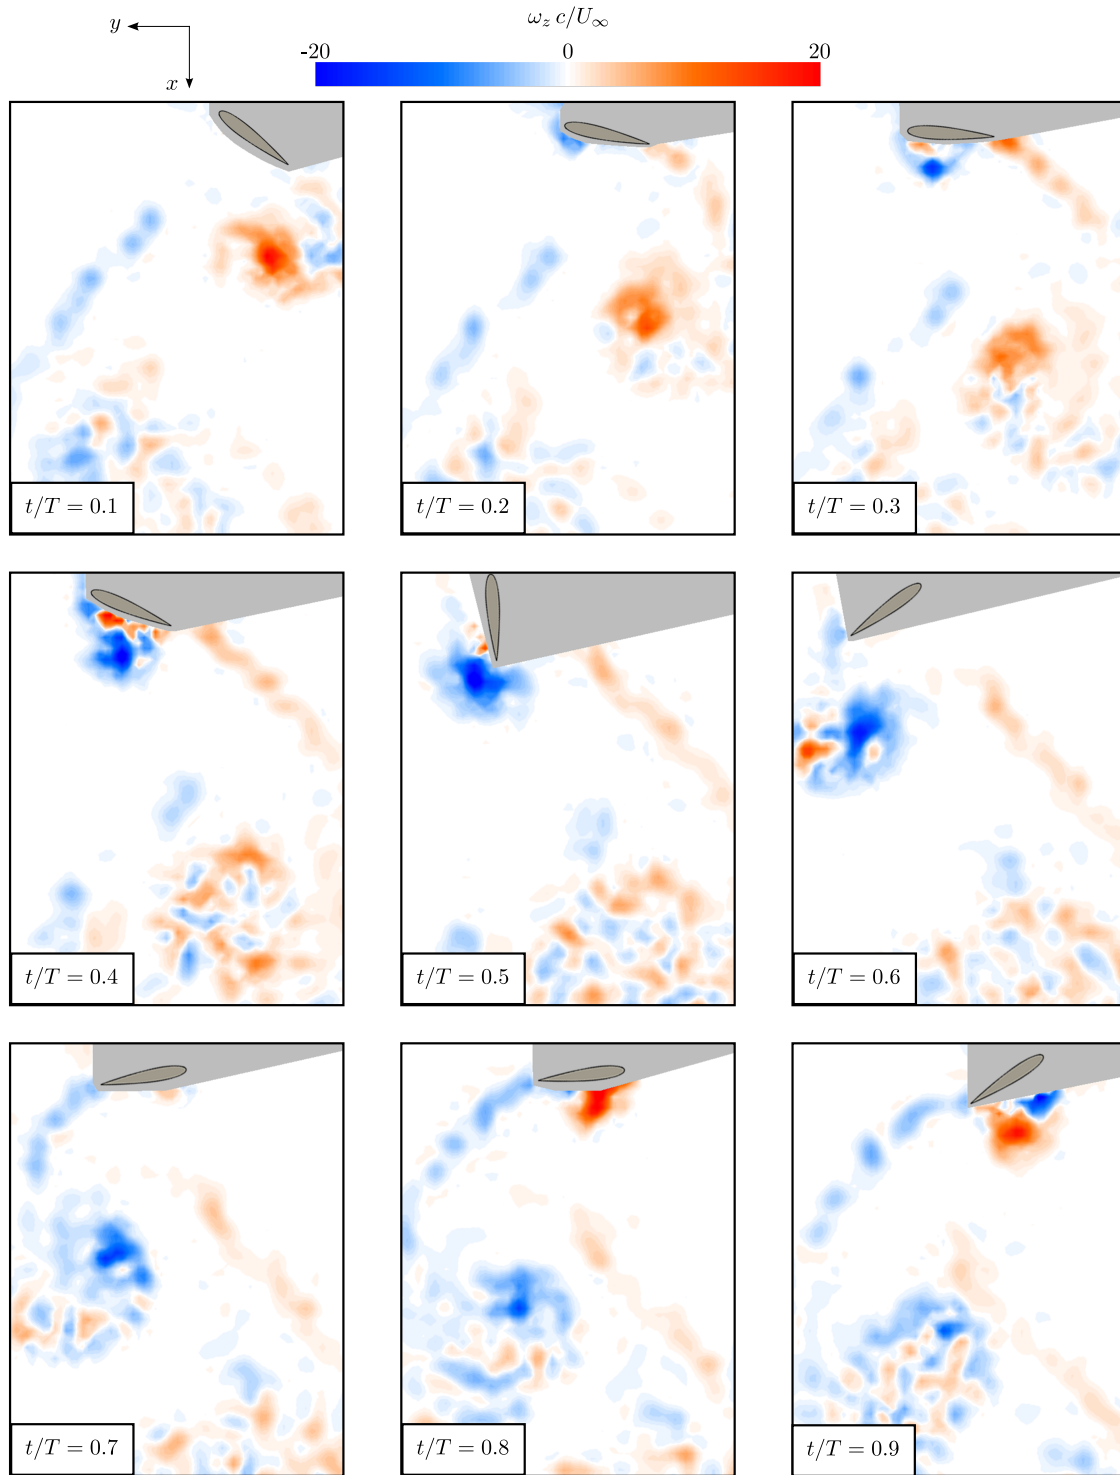 ω_z c/U_∞
y
-20 0 20
x
t/T = 0.1
t/T = 0.2
t/T = 0.3
t/T = 0.4
t/T = 0.5
t/T = 0.6
t/T = 0.7
t/T = 0.8
t/T = 0.9